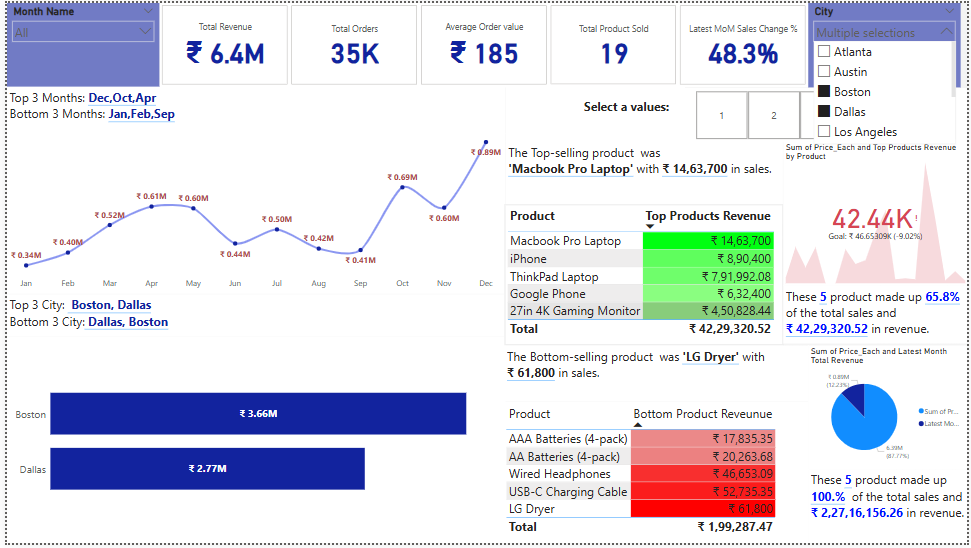 Month Name
All
Total Revenue
₹ 6.4M
Total Orders
35K
Average Order value
₹ 185
Total Product Sold
19
Latest MoM Sales Change %
48.3%
City
Multiple selections
Atlanta
Austin
Boston
Dallas
Los Angeles
Top 3 Months: Dec,Oct,Apr
Bottom 3 Months: Jan,Feb,Sep
₹ 0.34M
₹ 0.40M
₹ 0.52M
₹ 0.61M
₹ 0.60M
₹ 0.44M
₹ 0.50M
₹ 0.42M
₹ 0.41M
₹ 0.69M
₹ 0.60M
₹ 0.89M
Jan Feb Mar Apr May Jun Jul Aug Sep Oct Nov Dec
Top 3 City: Boston, Dallas
Bottom 3 City: Dallas, Boston
Boston ₹ 3.66M
Dallas ₹ 2.77M
Select a values:
1 2
The Top-selling product was
'Macbook Pro Laptop' with ₹ 14,63,700 in sales.
Product Top Products Revenue
Macbook Pro Laptop ₹ 14,63,700
iPhone ₹ 8,90,400
ThinkPad Laptop ₹ 7,91,992.08
Google Phone ₹ 6,32,400
27in 4K Gaming Monitor ₹ 4,50,828.44
Total ₹ 42,29,320.52
Sum of Price_Each and Top Products Revenue
by Product
42.44K!
Goal: ₹ 46.65309K (-9.02%)
These 5 product made up 65.8%
of the total sales and
₹ 42,29,320.52 in revenue.
The Bottom-selling product was 'LG Dryer' with
₹ 61,800 in sales.
Product Bottom Product Reveunue
AAA Batteries (4-pack) ₹ 17,835.35
AA Batteries (4-pack) ₹ 20,263.68
Wired Headphones ₹ 46,653.09
USB-C Charging Cable ₹ 52,735.35
LG Dryer ₹ 61,800
Total ₹ 1,99,287.47
Sum of Price_Each and Latest Month
Total Revenue
₹ 0.89M
(12.23%)
6.39M
(87.77%)
Sum of Pr...
Latest Mo...
These 5 product made up
100.% of the total sales and
₹ 2,27,16,156.26 in revenue.